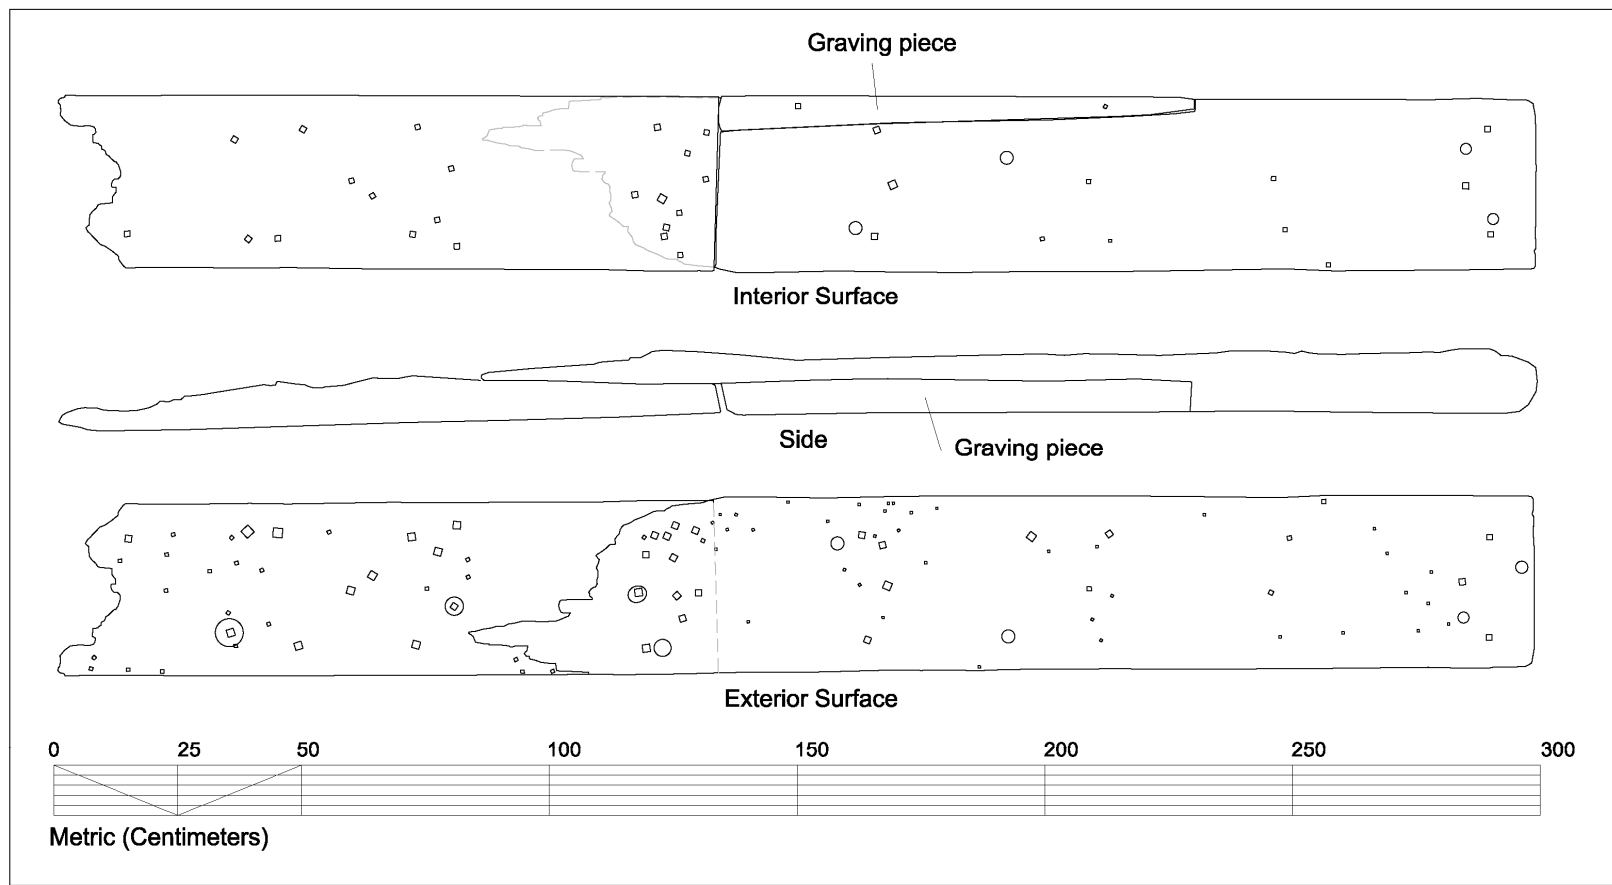 Graving piece
Interior Surface
Side
Graving piece
Exterior Surface
0 25 50 100 150 200 250 300
Metric (Centimeters)